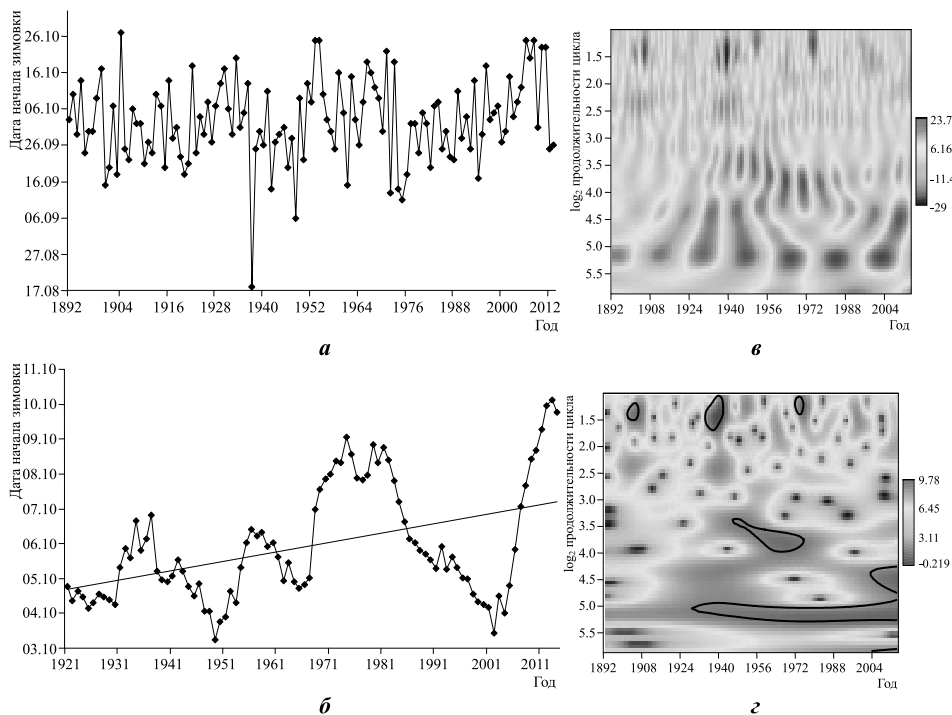 Дата начала зимовки
26.10
16.10
06.10
26.09
16.09
06.09
27.08
17.08
1892 1904 1916 1928 1940 1952 1964 1976 1988 2000 2012
Год
а
log₂ продолжительности цикла
1.5
2.0
2.5
3.0
3.5
4.0
4.5
5.0
5.5
1892 1908 1924 1940 1956 1972 1988 2004
Год
23.7
6.16
-11.4
-29
в
Дата начала зимовки
11.10
10.10
09.10
08.10
07.10
06.10
05.10
04.10
03.10
1921 1931 1941 1951 1961 1971 1981 1991 2001 2011
Год
б
log₂ продолжительности цикла
1.5
2.0
2.5
3.0
3.5
4.0
4.5
5.0
5.5
1892 1908 1924 1940 1956 1972 1988 2004
Год
9.78
6.45
3.11
-0.219
г